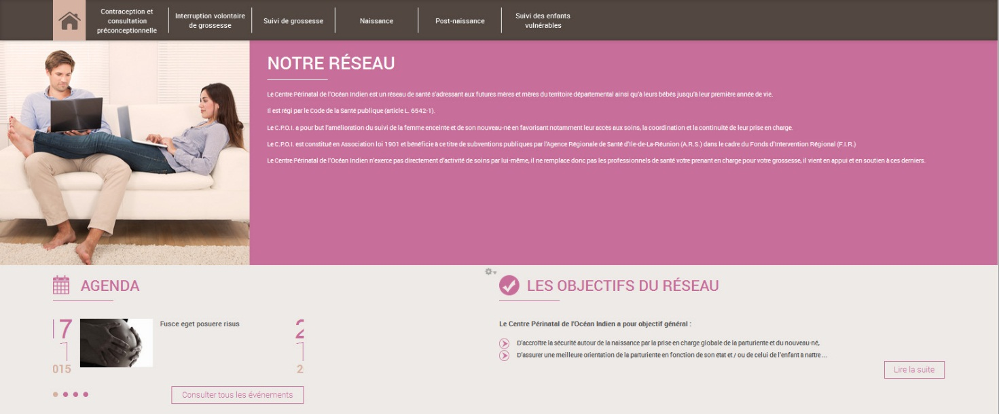 Contraception et
consultation
préconceptionnelle
Interruption volontaire
de grossesse
Suivi de grossesse
Naissance
Post-naissance
Suivi des enfants
vulnérables
NOTRE RÉSEAU
Le Centre Périnatal de l'Océan Indien est un réseau de santé s'adressant aux futures mères et mères du territoire départemental ainsi qu'à leurs bébés jusqu'à leur première année de vie.
Il est régi par le Code de la Santé publique (article L. 6542-1).
Le C.P.O.I. a pour but l'amélioration du suivi de la femme enceinte et de son nouveau-né en favorisant notamment leur accès aux soins, la coordination et la continuité de leur prise en charge.
Le C.P.O.I. est constitué en Association loi 1901 et bénéficie à ce titre de subventions publiques par l'Agence Régionale de Santé d'Ile-de-La-Réunion (A.R.S.) dans le cadre du Fonds d'Intervention Régional (F.I.R.)
Le Centre Périnatal de l'Océan Indien n'exerce pas directement d'activité de soins par lui-même, il ne remplace donc pas les professionnels de santé votre prenant en charge pour votre grossesse, il vient en appui et en soutien à ces derniers.
AGENDA
17
1
015
Fusce eget posuere risus
2
1
2
Consulter tous les événements
LES OBJECTIFS DU RÉSEAU
Le Centre Périnatal de l'Océan Indien a pour objectif général :
D'accroître la sécurité autour de la naissance par la prise en charge globale de la parturiente et du nouveau-né,
D'assurer une meilleure orientation de la parturiente en fonction de son état et / ou de celui de l'enfant à naître ...
Lire la suite